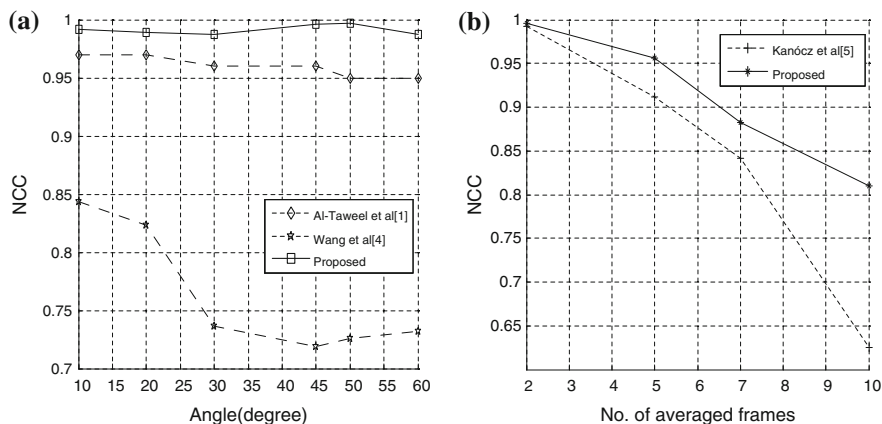 (a)
1
0.95
0.9
0.85
0.8
0.75
0.7
NCC
10 15 20 25 30 35 40 45 50 55 60
Angle(degree)
Al-Taweel et al[1]
Wang et al[4]
Proposed
(b)
1
0.95
0.9
0.85
0.8
0.75
0.7
0.65
NCC
2 3 4 5 6 7 8 9 10
No. of averaged frames
Kanócz et al[5]
Proposed